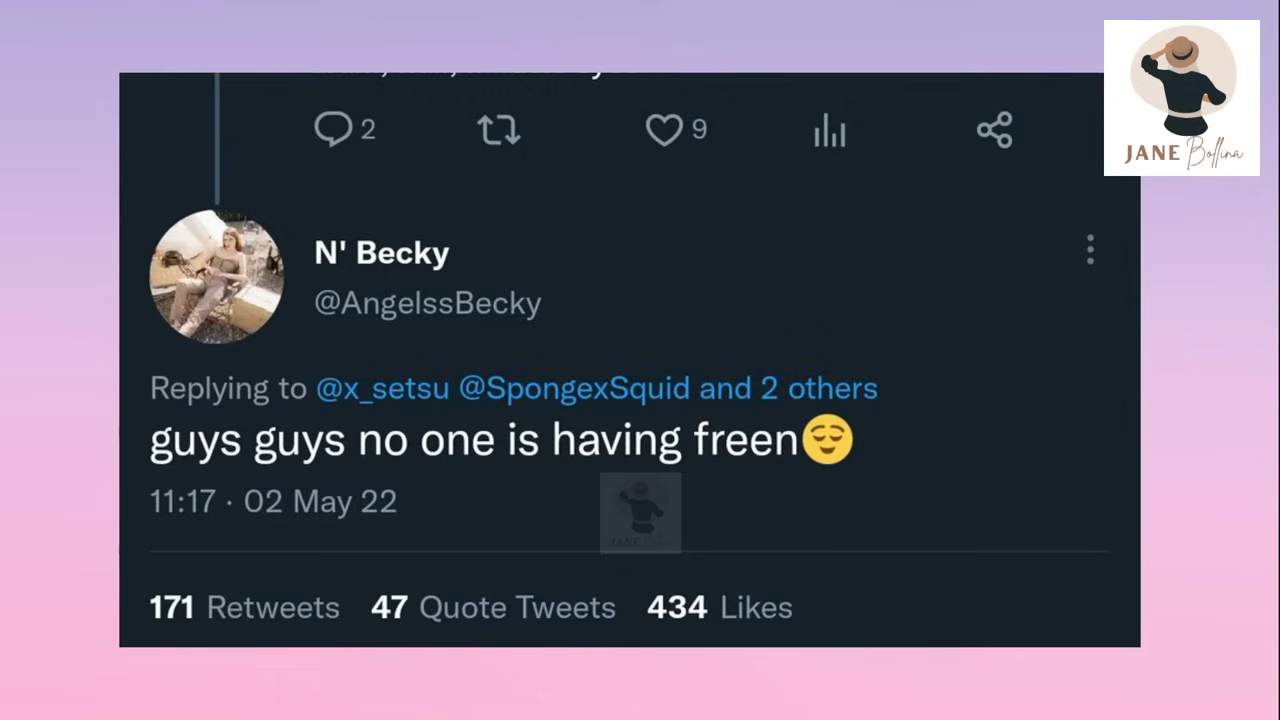 2
9
JANE Bollina
N' Becky
@AngelssBecky
Replying to @x_setsu @SpongexSquid and 2 others
guys guys no one is having freen😌
11:17 · 02 May 22
JANE
171 Retweets 47 Quote Tweets 434 Likes